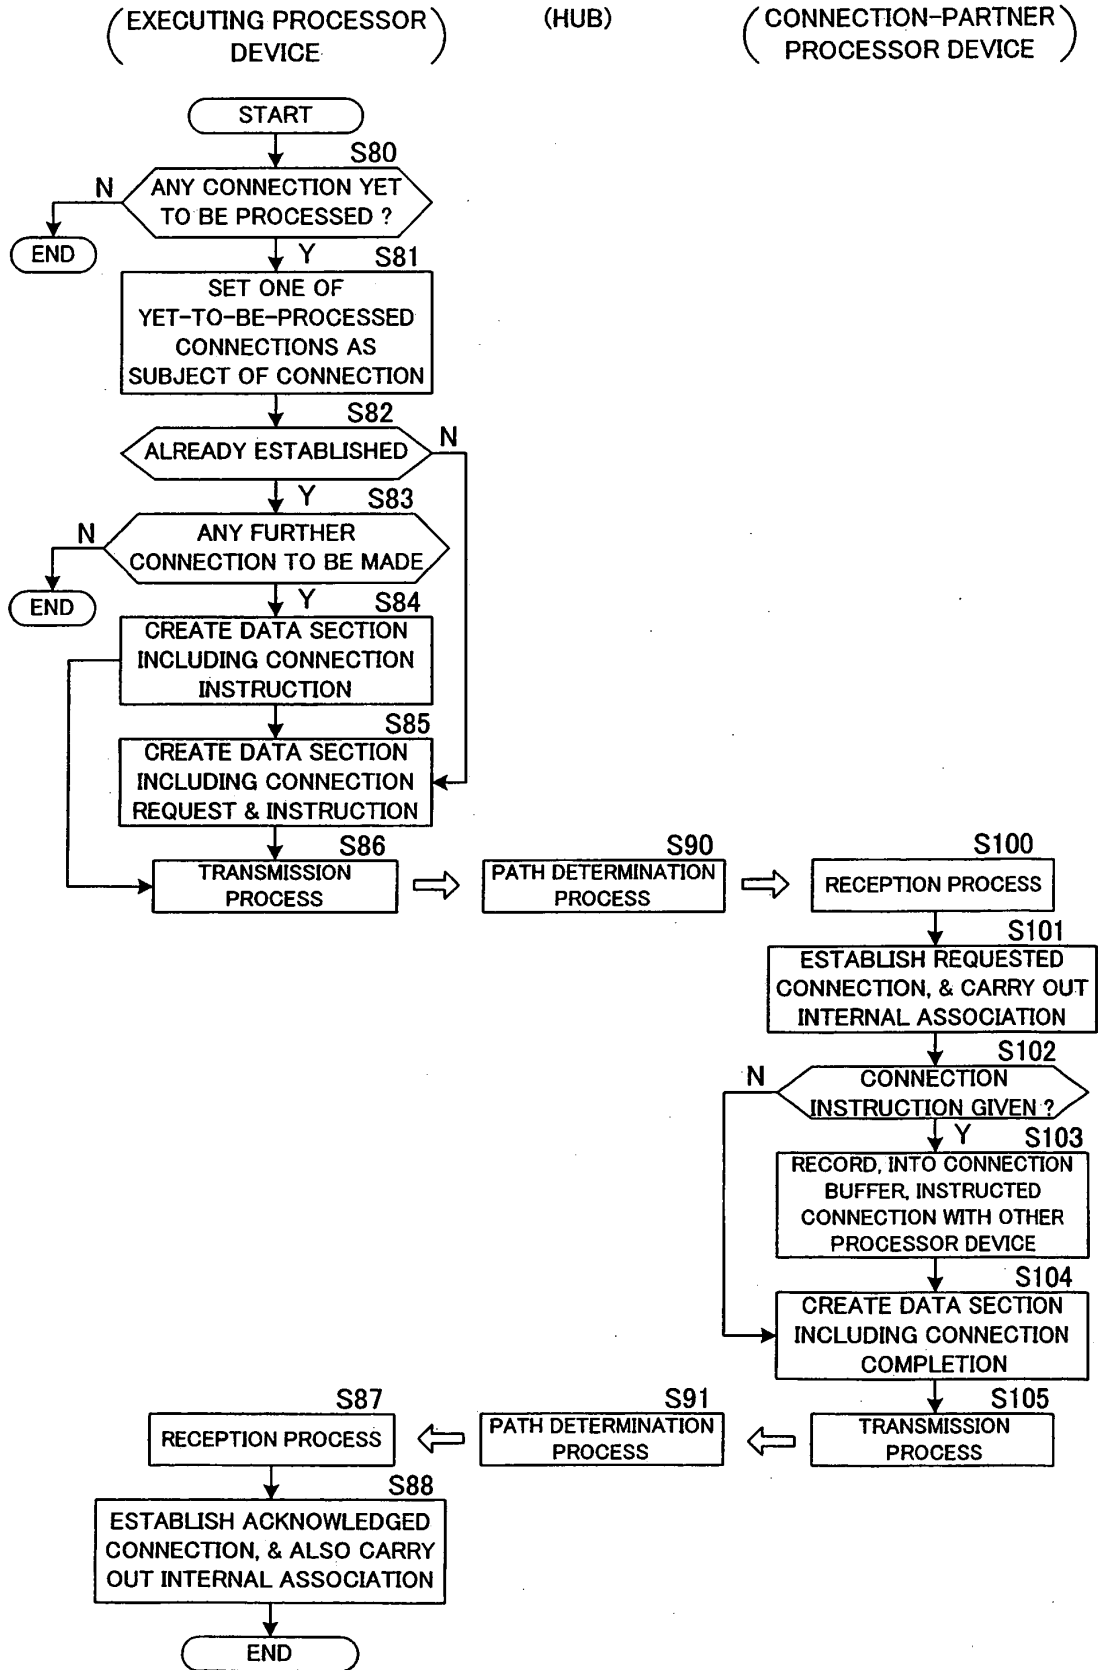 EXECUTING PROCESSOR
DEVICE
(HUB)
CONNECTION-PARTNER
PROCESSOR DEVICE
START
S80
N
ANY CONNECTION YET
TO BE PROCESSED ?
END
Y
S81
SET ONE OF
YET-TO-BE-PROCESSED
CONNECTIONS AS
SUBJECT OF CONNECTION
S82
ALREADY ESTABLISHED
N
Y
S83
N
ANY FURTHER
CONNECTION TO BE MADE
END
Y
S84
CREATE DATA SECTION
INCLUDING CONNECTION
INSTRUCTION
S85
CREATE DATA SECTION
INCLUDING CONNECTION
REQUEST & INSTRUCTION
S86
TRANSMISSION
PROCESS
S90
PATH DETERMINATION
PROCESS
S100
RECEPTION PROCESS
S101
ESTABLISH REQUESTED
CONNECTION, & CARRY OUT
INTERNAL ASSOCIATION
S102
N
CONNECTION
INSTRUCTION GIVEN ?
Y
S103
RECORD, INTO CONNECTION
BUFFER, INSTRUCTED
CONNECTION WITH OTHER
PROCESSOR DEVICE
S104
CREATE DATA SECTION
INCLUDING CONNECTION
COMPLETION
S105
TRANSMISSION
PROCESS
S91
PATH DETERMINATION
PROCESS
S87
RECEPTION PROCESS
S88
ESTABLISH ACKNOWLEDGED
CONNECTION, & ALSO CARRY
OUT INTERNAL ASSOCIATION
END